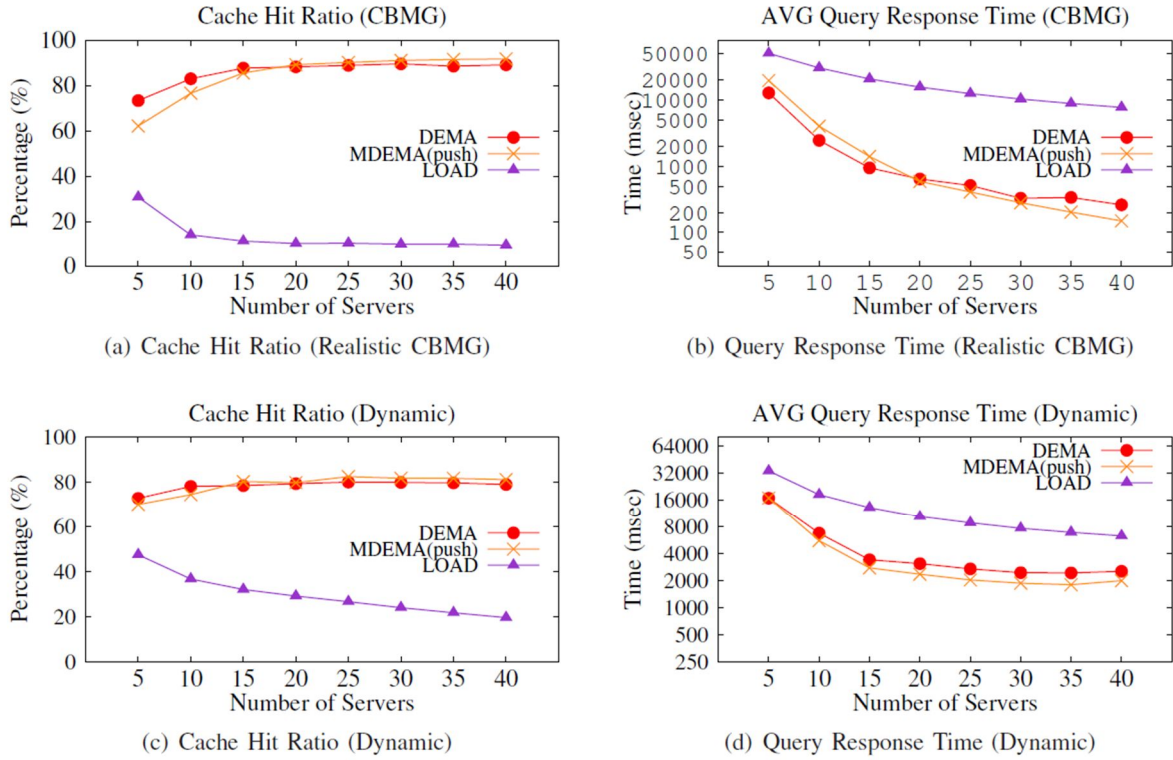 Cache Hit Ratio (CBMG)
Percentage (%)
100
80
60
40
20
0
DEMA
MDEMA(push)
LOAD
5 10 15 20 25 30 35 40
Number of Servers
(a) Cache Hit Ratio (Realistic CBMG)
AVG Query Response Time (CBMG)
Time (msec)
50000
20000
10000
5000
2000
1000
500
200
100
50
DEMA
MDEMA(push)
LOAD
5 10 15 20 25 30 35 40
Number of Servers
(b) Query Response Time (Realistic CBMG)
Cache Hit Ratio (Dynamic)
Percentage (%)
100
80
60
40
20
0
DEMA
MDEMA(push)
LOAD
5 10 15 20 25 30 35 40
Number of Servers
(c) Cache Hit Ratio (Dynamic)
AVG Query Response Time (Dynamic)
Time (msec)
64000
32000
16000
8000
4000
2000
1000
500
250
DEMA
MDEMA(push)
LOAD
5 10 15 20 25 30 35 40
Number of Servers
(d) Query Response Time (Dynamic)